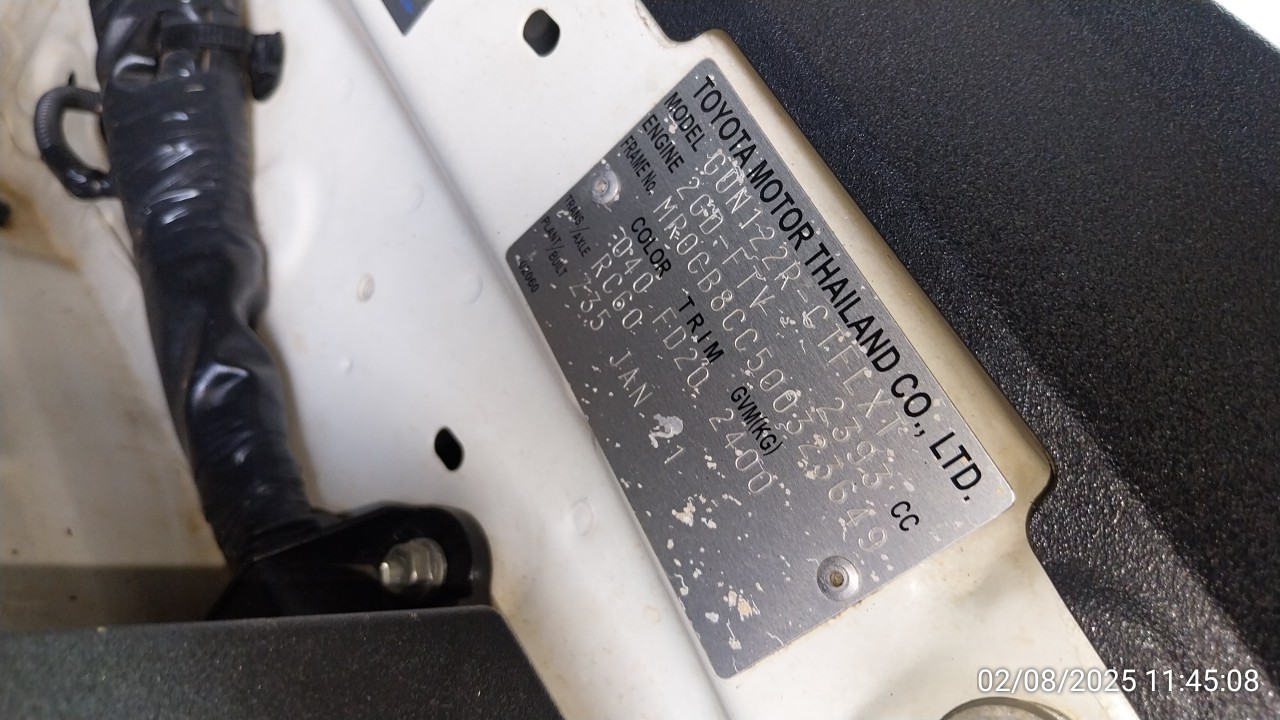 TOYOTA MOTOR THAILAND CO., LTD.
MODEL GUN122R-CTFLXT
ENGINE 2GD-FTV 2393 CC
FRAME No. MR0CB8CC500323649
COLOR TRIM GVM(KG)
040 FD20 2400
TRANS/AXLE RC60
PLANT/BUILT 235 JAN 21
02060
02/08/2025 11:45:08